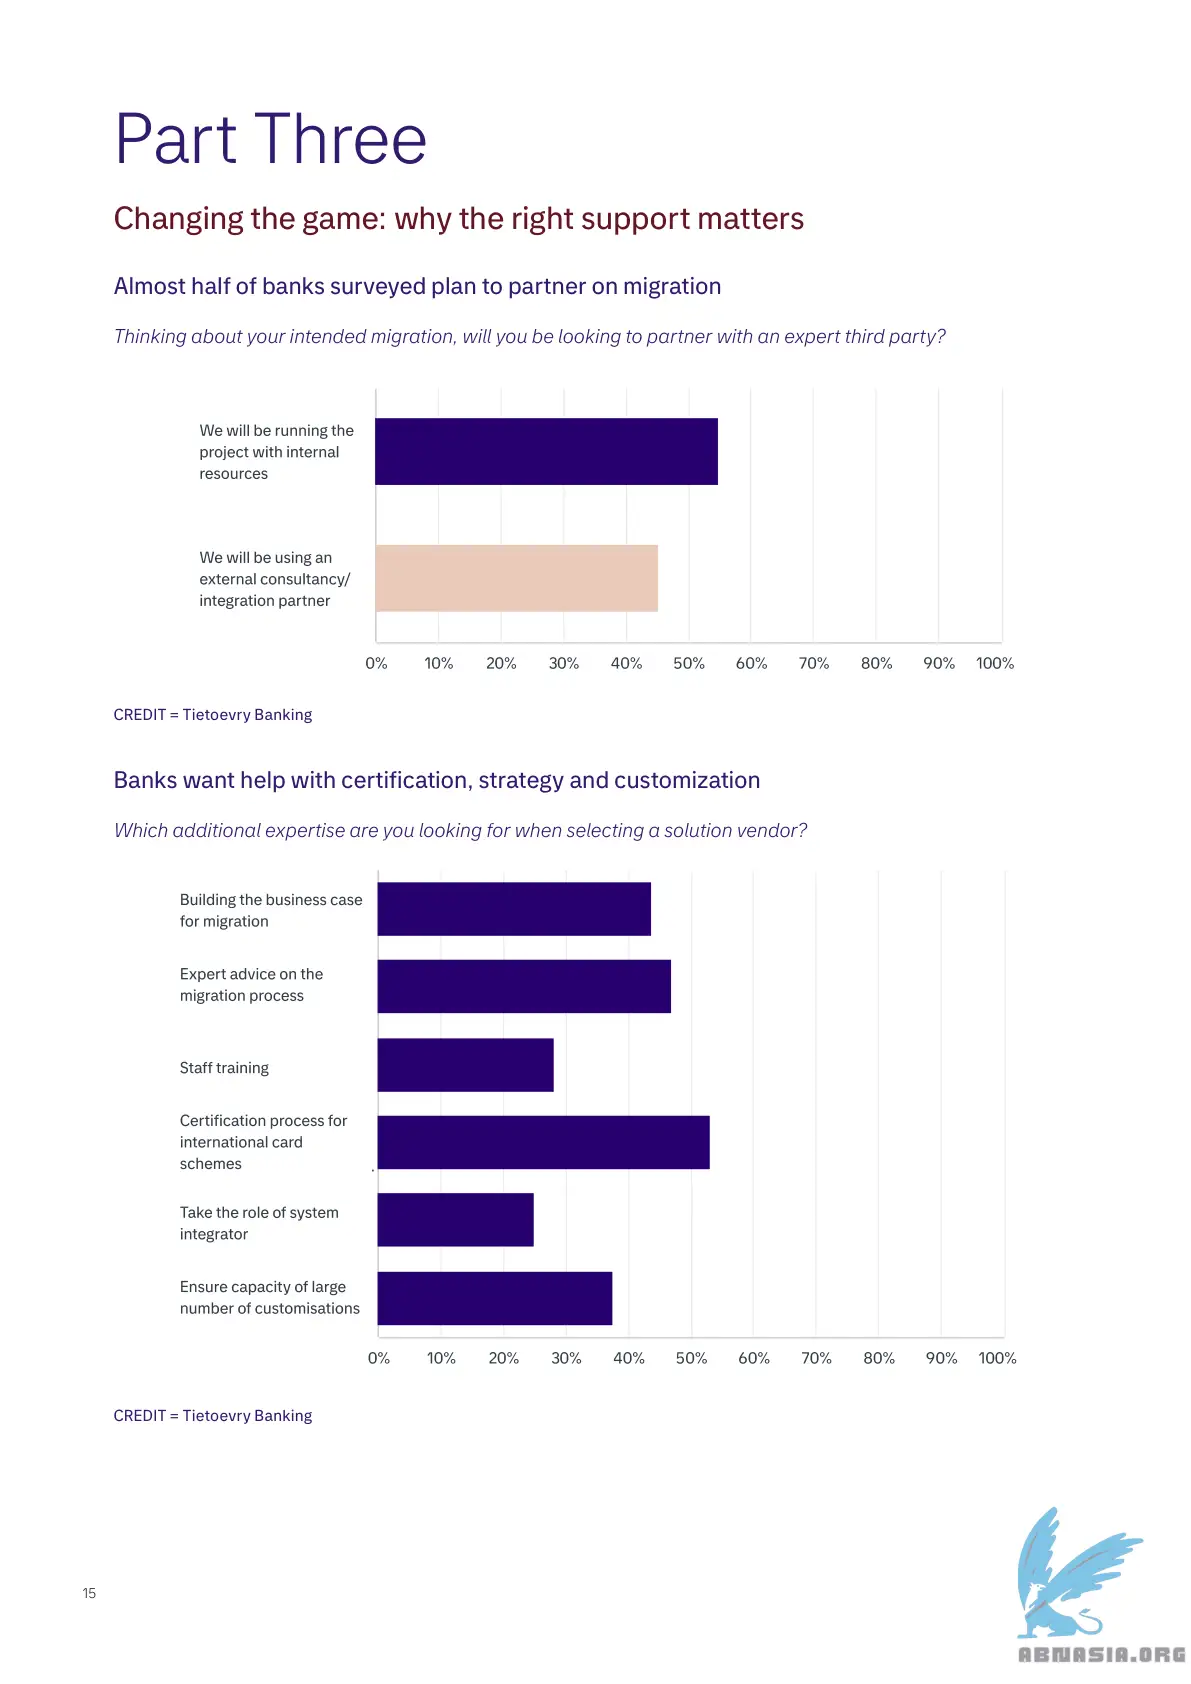 Part Three
Changing the game: why the right support matters
Almost half of banks surveyed plan to partner on migration
Thinking about your intended migration, will you be looking to partner with an expert third party?
We will be running the
project with internal
resources
We will be using an
external consultancy/
integration partner
0% 10% 20% 30% 40% 50% 60% 70% 80% 90% 100%
CREDIT = Tietoevry Banking
Banks want help with certification, strategy and customization
Which additional expertise are you looking for when selecting a solution vendor?
Building the business case
for migration
Expert advice on the
migration process
Staff training
Certification process for
international card
schemes
Take the role of system
integrator
Ensure capacity of large
number of customisations
0% 10% 20% 30% 40% 50% 60% 70% 80% 90% 100%
CREDIT = Tietoevry Banking
15
ABNASIA.ORG